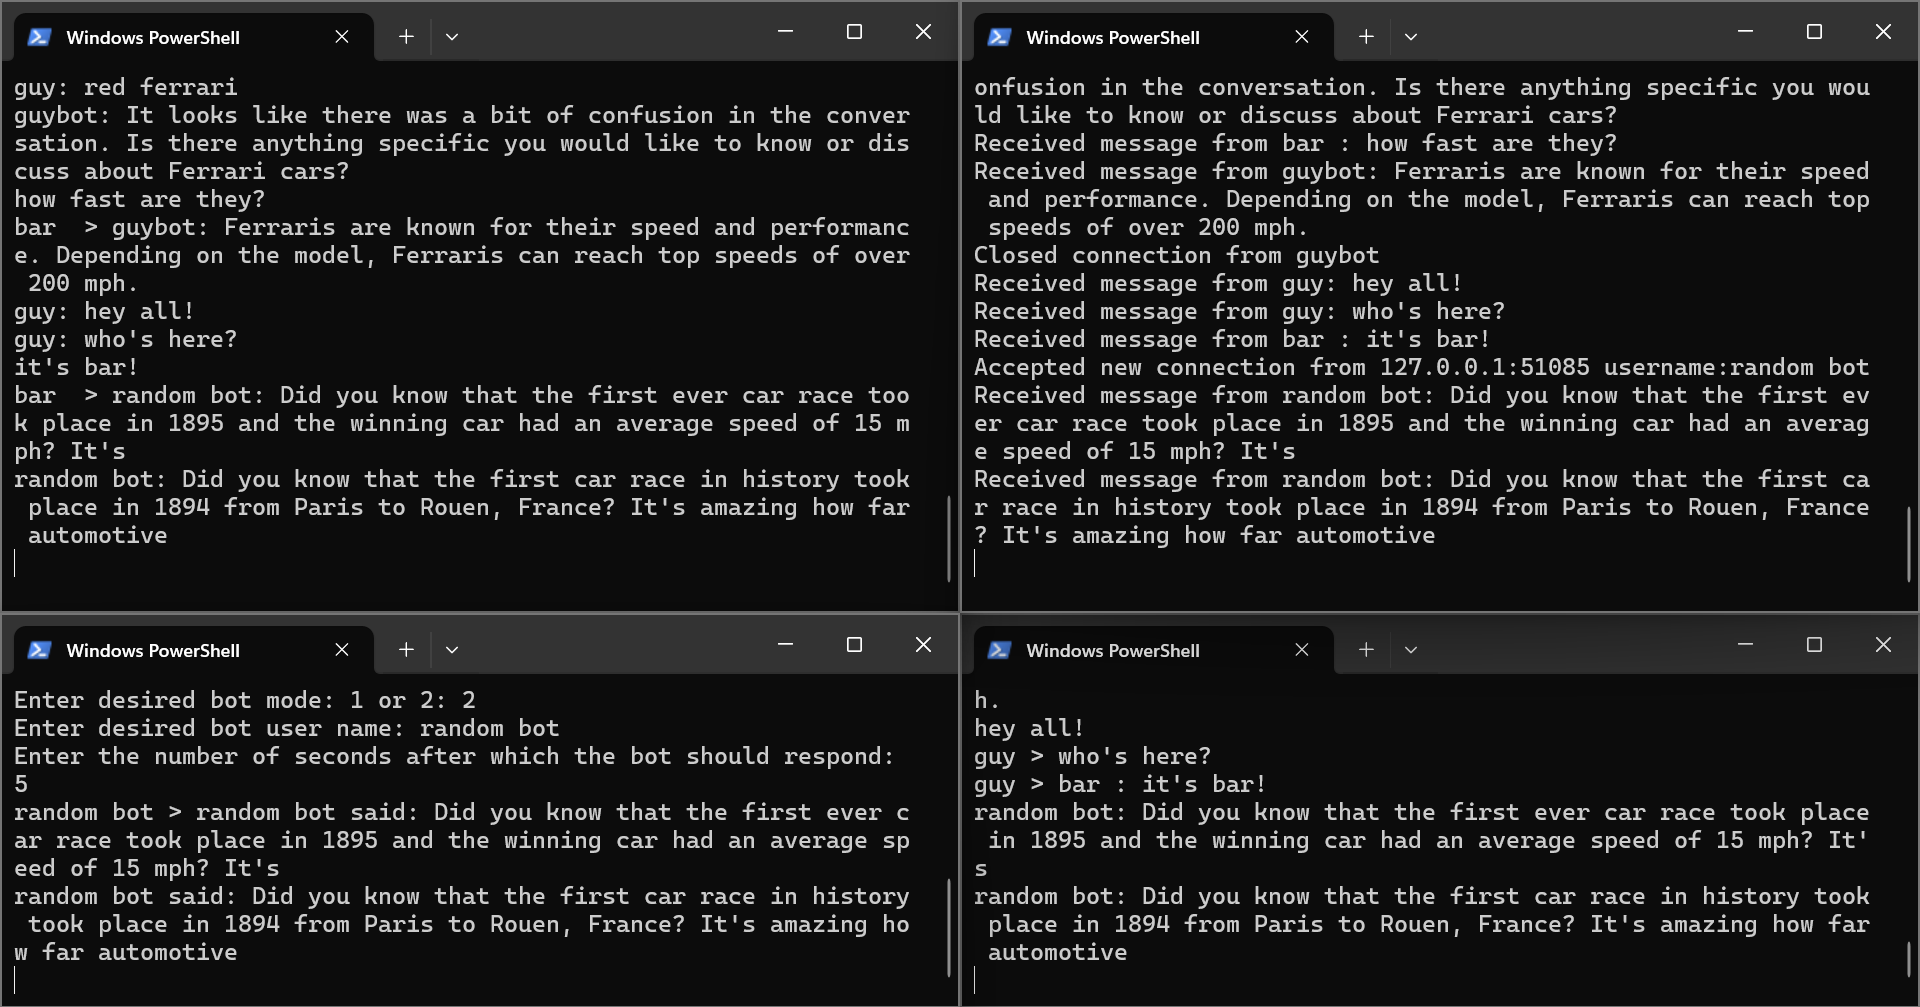 Windows PowerShell
guy: red ferrari
guybot: It looks like there was a bit of confusion in the conver
sation. Is there anything specific you would like to know or dis
cuss about Ferrari cars?
how fast are they?
bar  > guybot: Ferraris are known for their speed and performanc
e. Depending on the model, Ferraris can reach top speeds of over
 200 mph.
guy: hey all!
guy: who's here?
it's bar!
bar  > random bot: Did you know that the first ever car race too
k place in 1895 and the winning car had an average speed of 15 m
ph? It's
random bot: Did you know that the first car race in history took
 place in 1894 from Paris to Rouen, France? It's amazing how far
 automotive
Windows PowerShell
onfusion in the conversation. Is there anything specific you wou
ld like to know or discuss about Ferrari cars?
Received message from bar : how fast are they?
Received message from guybot: Ferraris are known for their speed
 and performance. Depending on the model, Ferraris can reach top
 speeds of over 200 mph.
Closed connection from guybot
Received message from guy: hey all!
Received message from guy: who's here?
Received message from bar : it's bar!
Accepted new connection from 127.0.0.1:51085 username:random bot
Received message from random bot: Did you know that the first ev
er car race took place in 1895 and the winning car had an averag
e speed of 15 mph? It's
Received message from random bot: Did you know that the first ca
r race in history took place in 1894 from Paris to Rouen, France
? It's amazing how far automotive
Windows PowerShell
Enter desired bot mode: 1 or 2: 2
Enter desired bot user name: random bot
Enter the number of seconds after which the bot should respond:
5
random bot > random bot said: Did you know that the first ever c
ar race took place in 1895 and the winning car had an average sp
eed of 15 mph? It's
random bot said: Did you know that the first car race in history
 took place in 1894 from Paris to Rouen, France? It's amazing ho
w far automotive
Windows PowerShell
h.
hey all!
guy > who's here?
guy > bar : it's bar!
random bot: Did you know that the first ever car race took place
 in 1895 and the winning car had an average speed of 15 mph? It'
s
random bot: Did you know that the first car race in history took
 place in 1894 from Paris to Rouen, France? It's amazing how far
 automotive